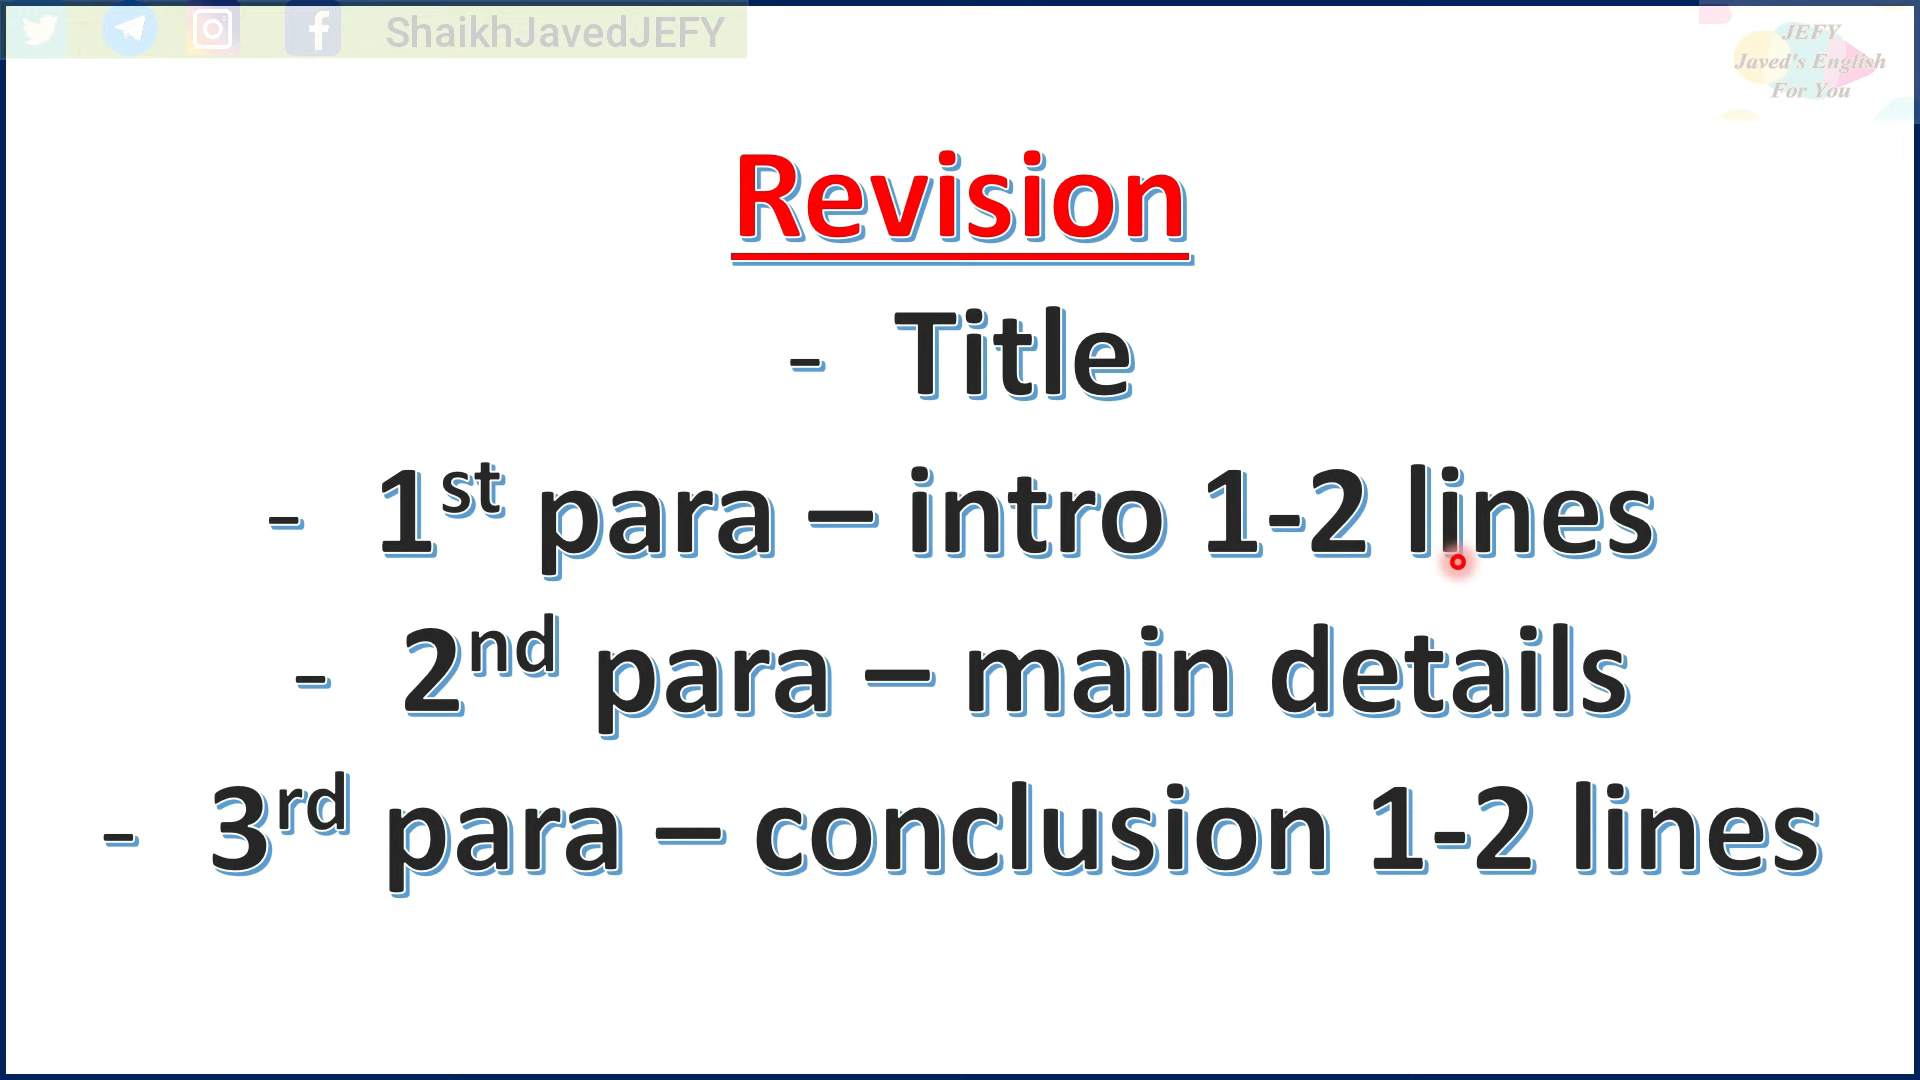 ShaikhJavedJEFY
JEFY
Javed's English
For You
Revision
- Title
- 1st para – intro 1-2 lines
- 2nd para – main details
- 3rd para – conclusion 1-2 lines